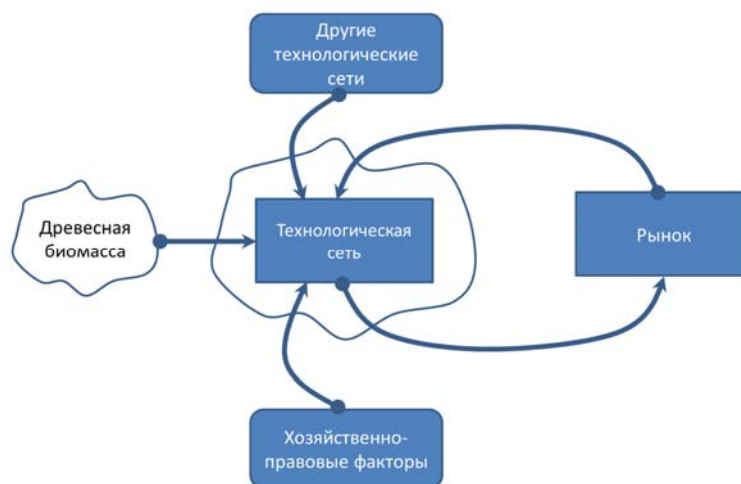 Другие
технологические
сети
Древесная
биомасса
Технологическая
сеть
Рынок
Хозяйственно-
правовые факторы